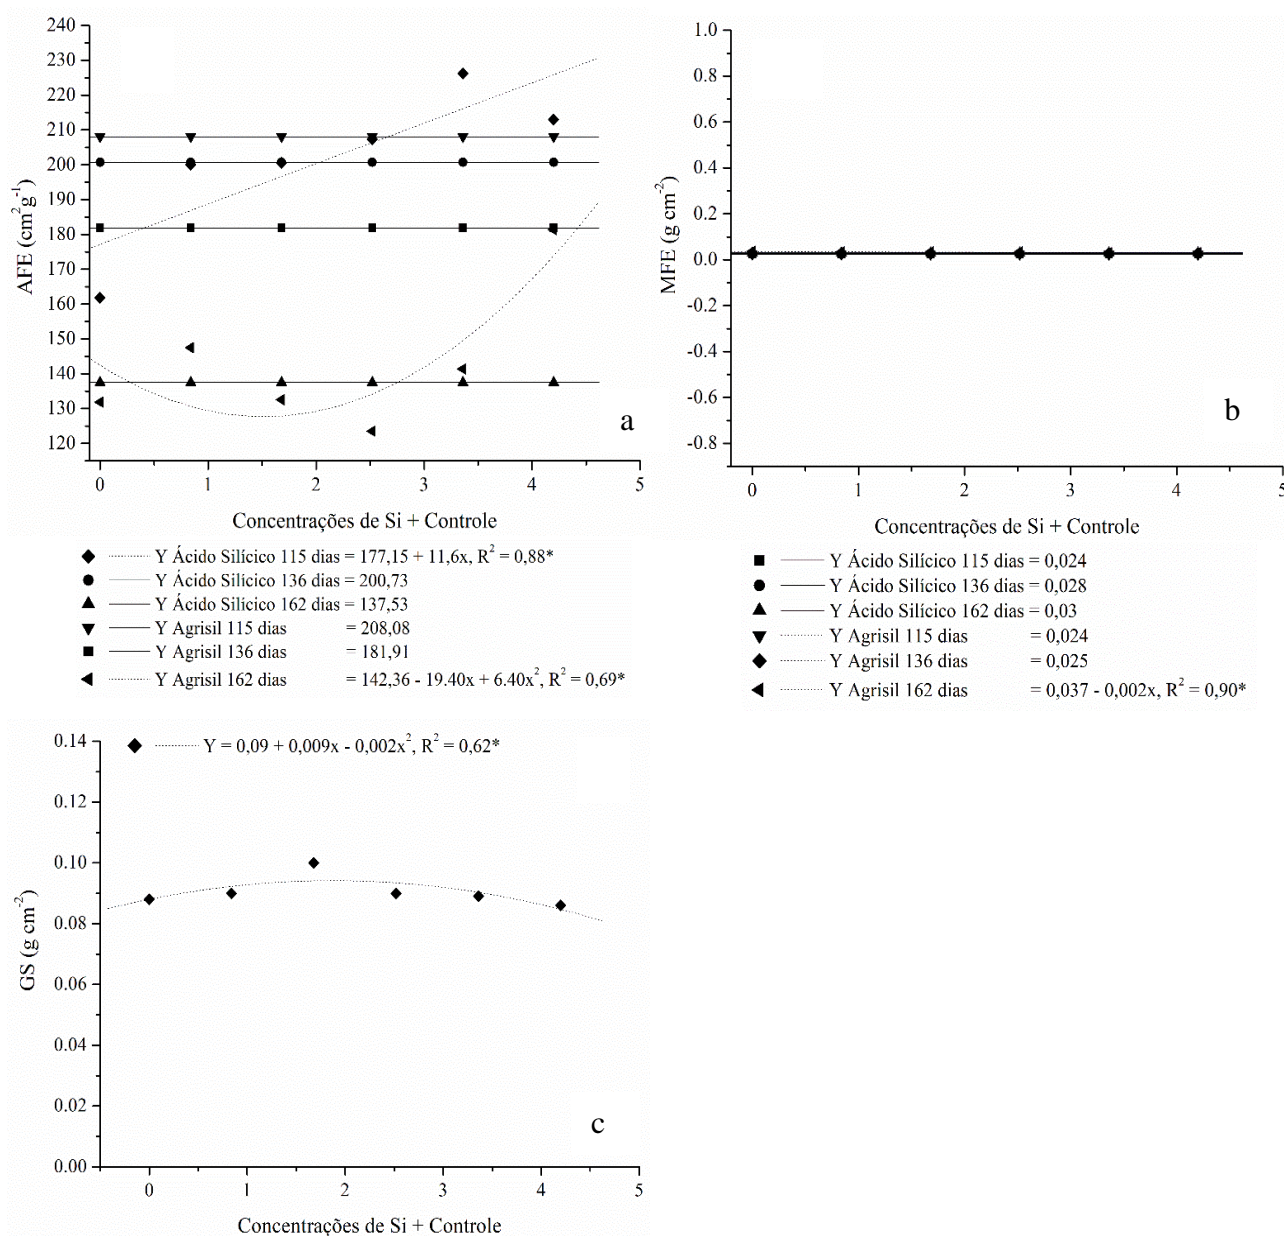 240
230
220
210
200
190
180
170
160
150
140
130
120
AFE (cm²g⁻¹)
a
0 1 2 3 4 5
Concentrações de Si + Controle
Y Ácido Silícico 115 dias = 177,15 + 11,6x, R² = 0,88*
Y Ácido Silícico 136 dias = 200,73
Y Ácido Silícico 162 dias = 137,53
Y Agrisil 115 dias = 208,08
Y Agrisil 136 dias = 181,91
Y Agrisil 162 dias = 142,36 - 19.40x + 6.40x², R² = 0,69*
1.0
0.8
0.6
0.4
0.2
0.0
-0.2
-0.4
-0.6
-0.8
MFE (g cm⁻²)
b
0 1 2 3 4 5
Concentrações de Si + Controle
Y Ácido Silícico 115 dias = 0,024
Y Ácido Silícico 136 dias = 0,028
Y Ácido Silícico 162 dias = 0,03
Y Agrisil 115 dias = 0,024
Y Agrisil 136 dias = 0,025
Y Agrisil 162 dias = 0,037 - 0,002x, R² = 0,90*
Y = 0,09 + 0,009x - 0,002x², R² = 0,62*
0.14
0.12
0.10
0.08
0.06
0.04
0.02
0.00
GS (g cm⁻²)
c
0 1 2 3 4 5
Concentrações de Si + Controle